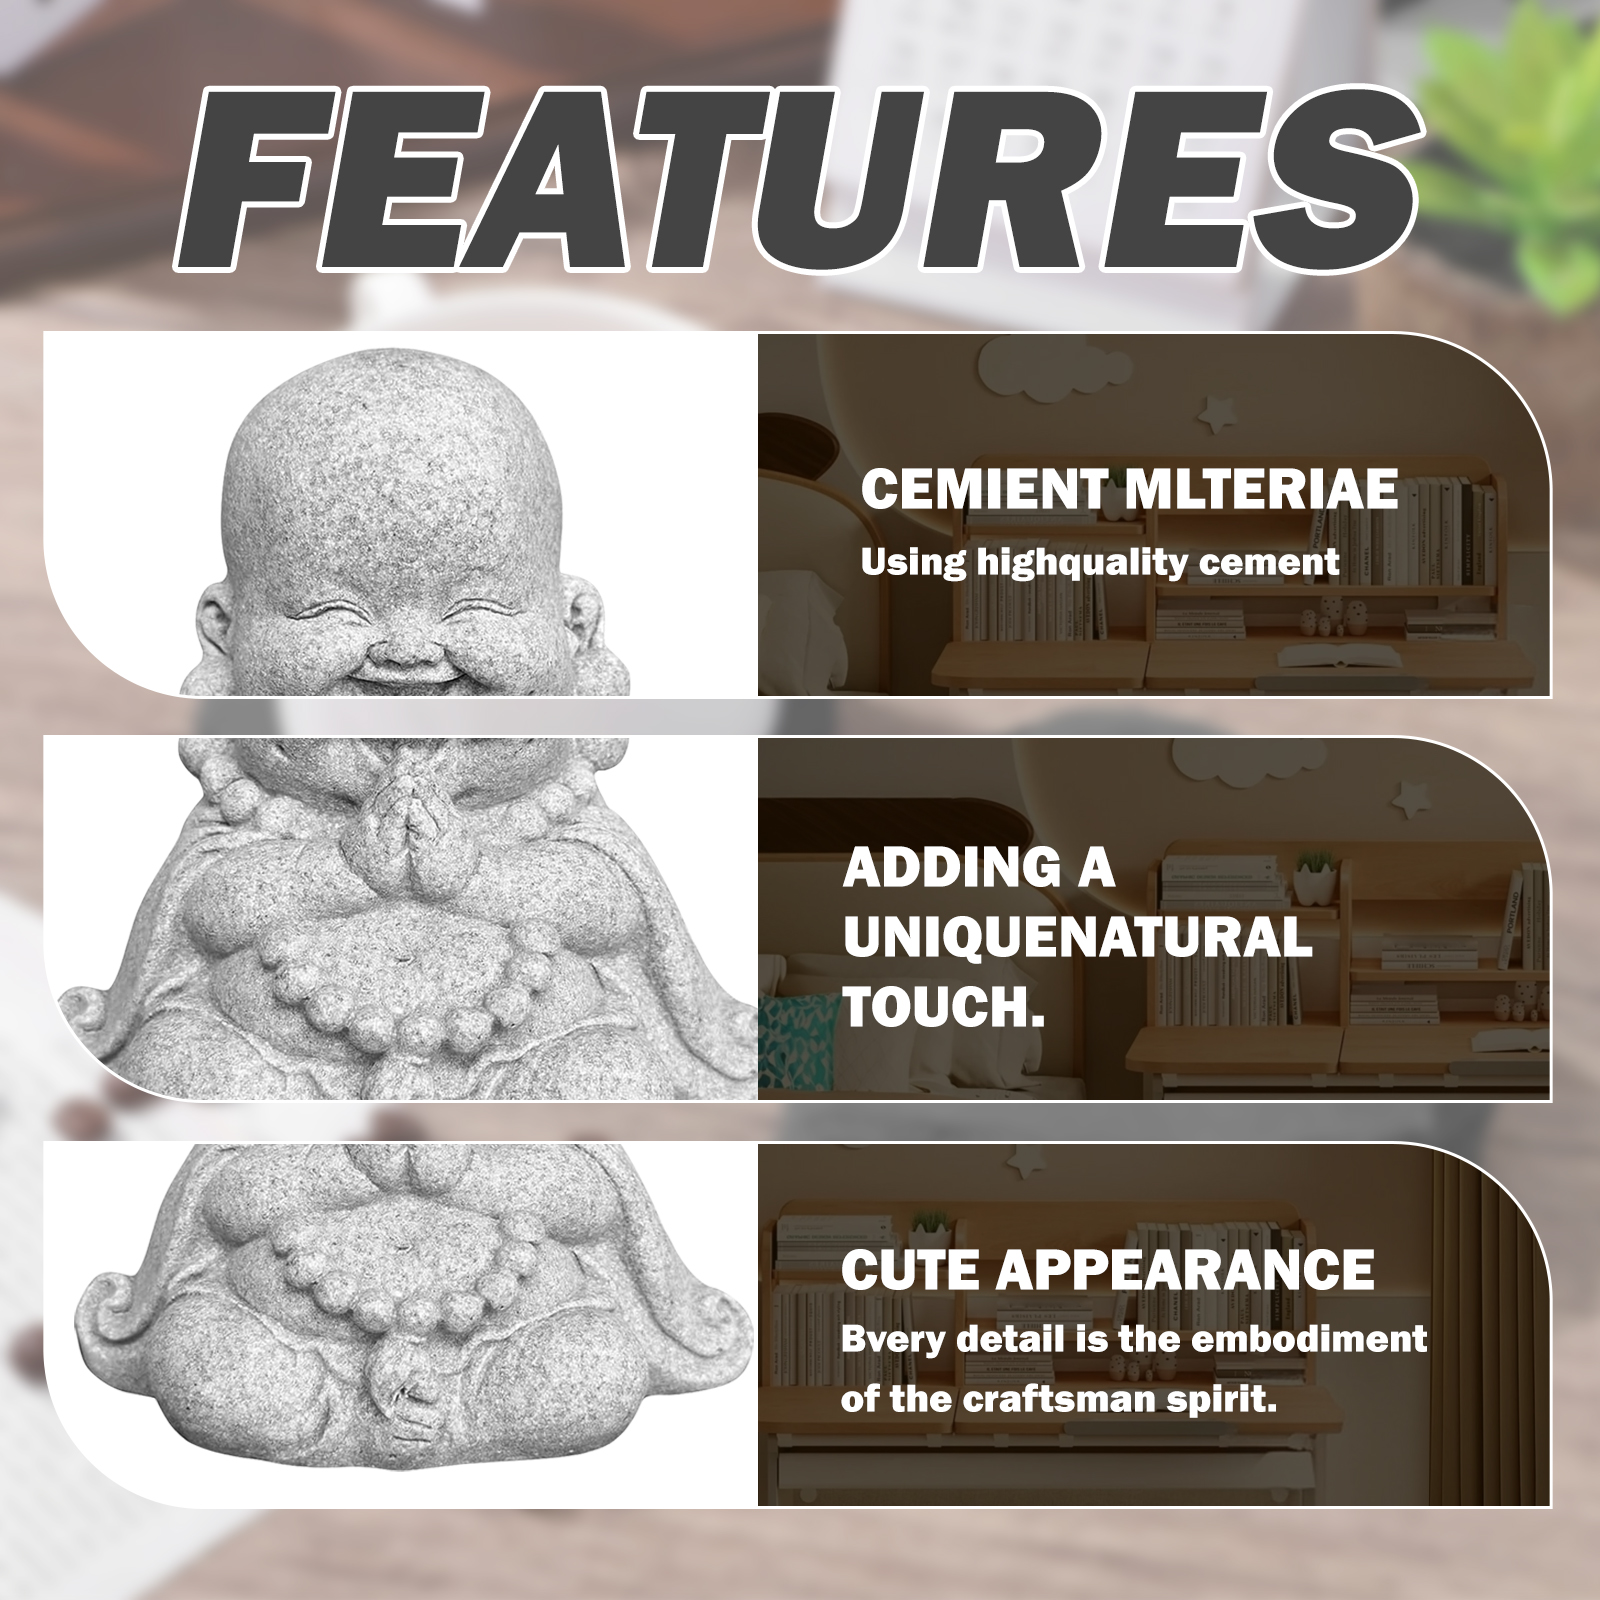 FEATURES
CEMIENT MLTERIAE
Using highquality cement
ADDING A
UNIQUENATURAL
TOUCH.
CUTE APPEARANCE
Bvery detail is the embodiment
of the craftsman spirit.